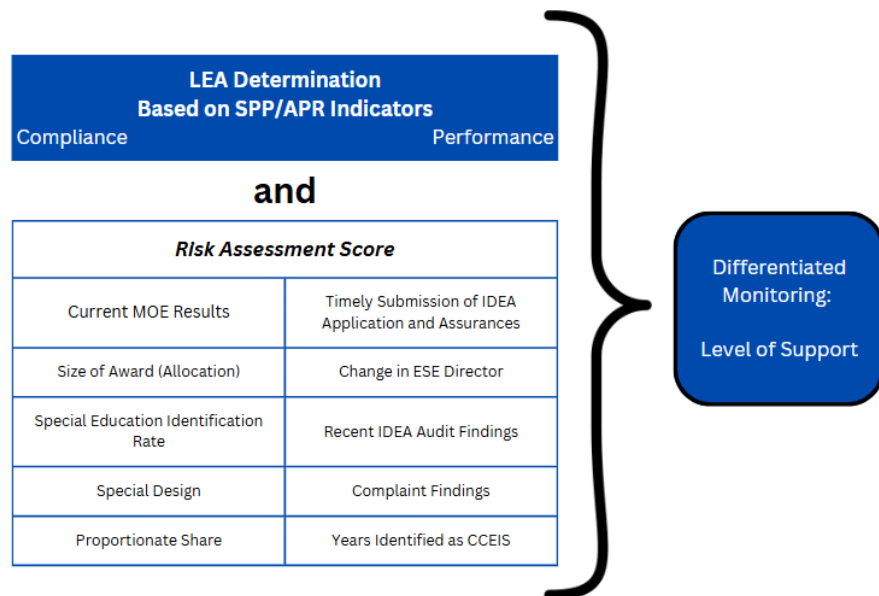 LEA Determination
Based on SPP/APR Indicators
Compliance Performance
and
Risk Assessment Score
Current MOE Results
Timely Submission of IDEA
Application and Assurances
Size of Award (Allocation)
Change in ESE Director
Special Education Identification
Rate
Recent IDEA Audit Findings
Special Design
Complaint Findings
Proportionate Share
Years Identified as CCEIS
Differentiated
Monitoring:
Level of Support